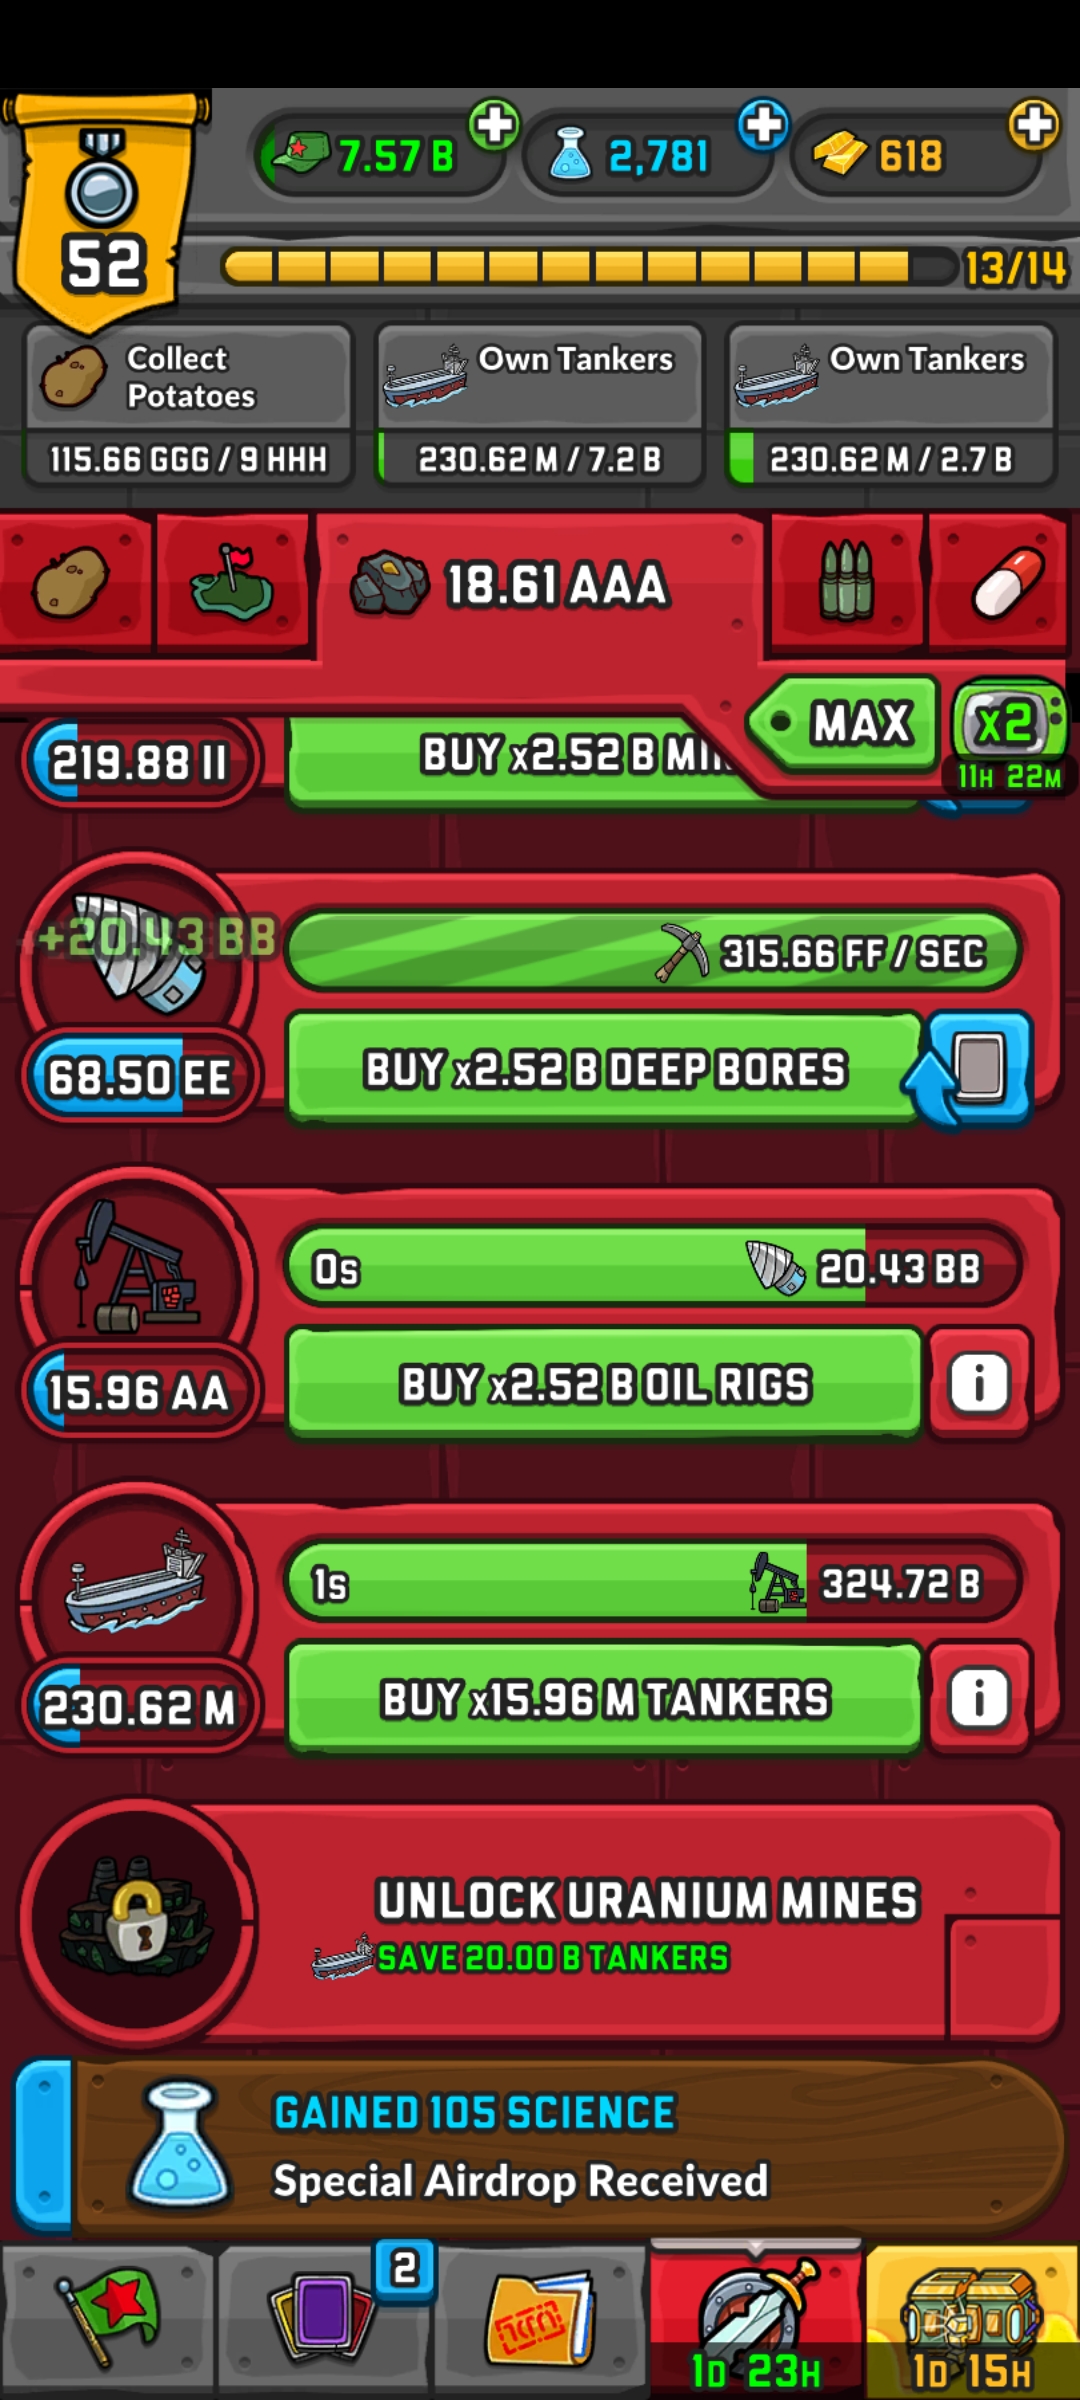 7.57 B
2,781
618
52
13/14
Collect
Potatoes
Own Tankers
Own Tankers
115.66 GGG / 9 HHH
230.62 M / 7.2 B
230.62 M / 2.7 B
18.61 AAA
MAX
x2
11H 22M
219.88 II
BUY x2.52 B
+20.43 BB
315.66 FF / SEC
68.50 EE
BUY x2.52 B DEEP BORES
0s
20.43 BB
15.96 AA
BUY x2.52 B OIL RIGS
1s
324.72 B
230.62 M
BUY x15.96 M TANKERS
UNLOCK URANIUM MINES
SAVE 20.00 B TANKERS
GAINED 105 SCIENCE
Special Airdrop Received
2
1D 23H
1D 15H